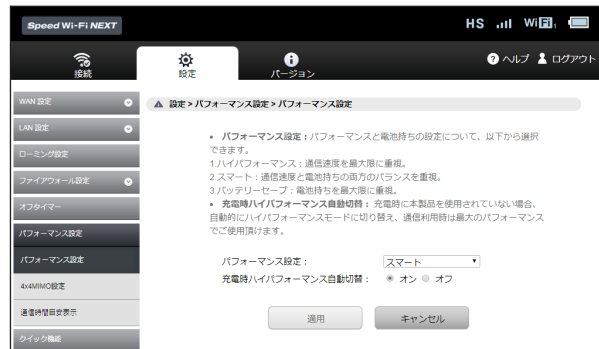 Speed Wi-Fi NEXT
HS WiFi 1
接続
設定
バージョン
ヘルプ ログアウト
WAN 設定
LAN 設定
ローミング設定
ファイアウォール設定
オフタイマー
パフォーマンス設定
パフォーマンス設定
4x4MIMO設定
通信時間目安表示
クイック機能
設定 > パフォーマンス設定 > パフォーマンス設定
• パフォーマンス設定：パフォーマンスと電池持ちの設定について、以下から選択
できます。
1.ハイパフォーマンス：通信速度を最大限に重視。
2.スマート：通信速度と電池持ちの両方のバランスを重視。
3.バッテリーセーブ：電池持ちを最大限に重視。
• 充電時ハイパフォーマンス自動切替： 充電時に本製品を使用されていない場合、
自動的にハイパフォーマンスモードに切り替え、通信利用時は最大のパフォーマンス
でご使用頂けます。
パフォーマンス設定： スマート
充電時ハイパフォーマンス自動切替： オン オフ
適用 キャンセル